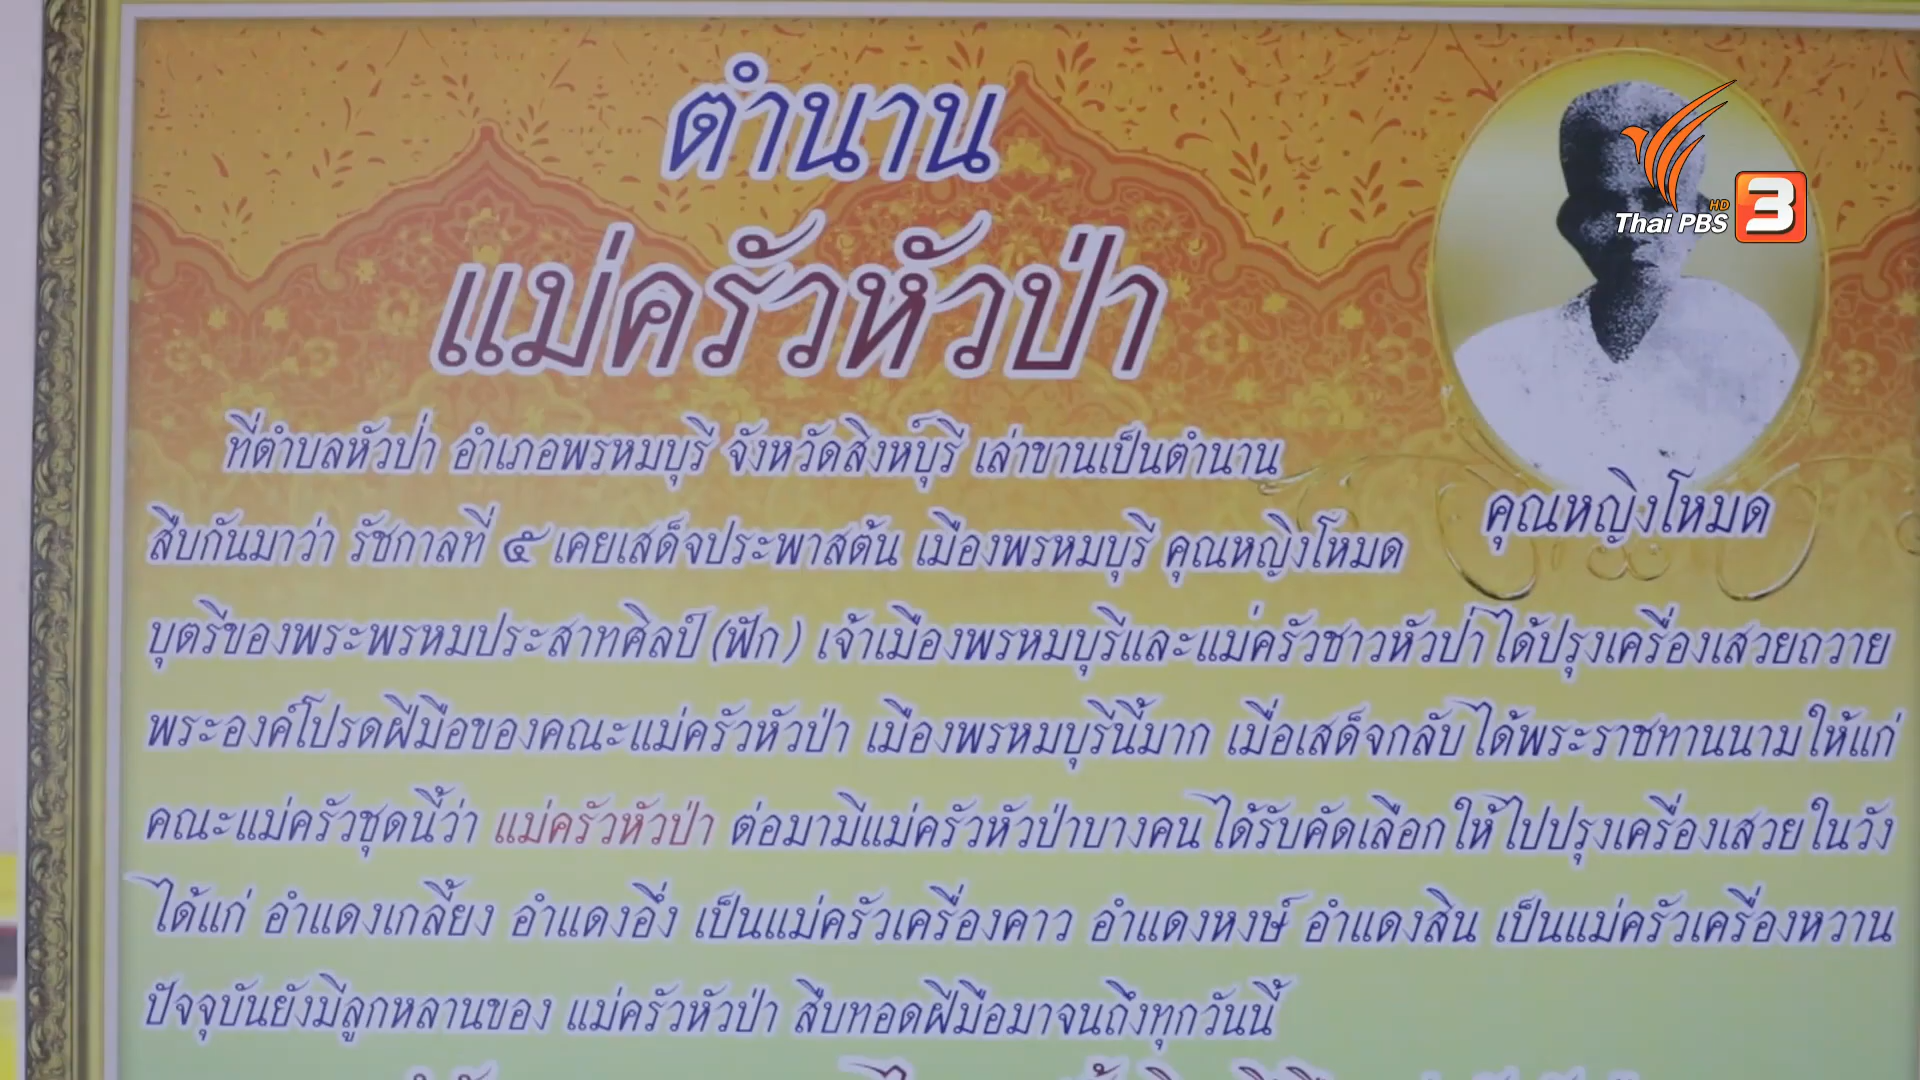 ตำนาน
แม่ครัวหัวป่า
HD
Thai PBS 3
ที่ตำบลหัวป่า อำเภอพรหมบุรี จังหวัดสิงห์บุรี เล่าขานเป็นตำนาน
คุณหญิงโหมด
สืบกันมาว่า รัชกาลที่ ๕ เคยเสด็จประพาสต้น เมืองพรหมบุรี คุณหญิงโหมด
บุตรีของพระพรหมประสาทศิลป์ (ฟัก) เจ้าเมืองพรหมบุรีและแม่ครัวชาวหัวป่าได้ปรุงเครื่องเสวยถวาย
พระองค์โปรดฝีมือของคณะแม่ครัวหัวป่า เมืองพรหมบุรีนี้มาก เมื่อเสด็จกลับได้พระราชทานนามให้แก่
คณะแม่ครัวชุดนี้ว่า แม่ครัวหัวป่า ต่อมามีแม่ครัวหัวป่าบางคนได้รับคัดเลือกให้ไปปรุงเครื่องเสวยในวัง
ได้แก่ อำแดงเกลี้ยง อำแดงอึ่ง เป็นแม่ครัวเครื่องคาว อำแดงหงษ์ อำแดงสิน เป็นแม่ครัวเครื่องหวาน
ปัจจุบันยังมีลูกหลานของ แม่ครัวหัวป่า สืบทอดฝีมือมาจนถึงทุกวันนี้